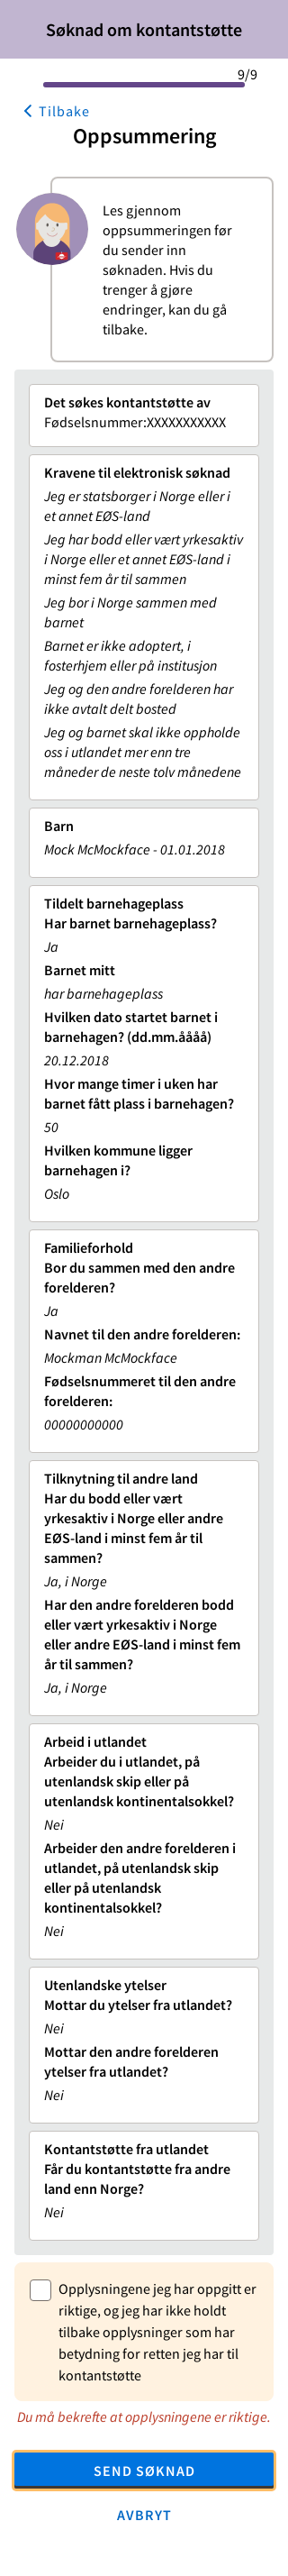 Søknad om kontantstøtte
9/9
Tilbake
Oppsummering
Les gjennom
oppsummeringen før
du sender inn
søknaden. Hvis du
trenger å gjøre
endringer, kan du gå
tilbake.
Det søkes kontantstøtte av
Fødselsnummer:XXXXXXXXXXX
Kravene til elektronisk søknad
Jeg er statsborger i Norge eller i
et annet EØS-land
Jeg har bodd eller vært yrkesaktiv
i Norge eller et annet EØS-land i
minst fem år til sammen
Jeg bor i Norge sammen med
barnet
Barnet er ikke adoptert, i
fosterhjem eller på institusjon
Jeg og den andre forelderen har
ikke avtalt delt bosted
Jeg og barnet skal ikke oppholde
oss i utlandet mer enn tre
måneder de neste tolv månedene
Barn
Mock McMockface - 01.01.2018
Tildelt barnehageplass
Har barnet barnehageplass?
Ja
Barnet mitt
har barnehageplass
Hvilken dato startet barnet i
barnehagen? (dd.mm.åååå)
20.12.2018
Hvor mange timer i uken har
barnet fått plass i barnehagen?
50
Hvilken kommune ligger
barnehagen i?
Oslo
Familieforhold
Bor du sammen med den andre
forelderen?
Ja
Navnet til den andre forelderen:
Mockman McMockface
Fødselsnummeret til den andre
forelderen:
00000000000
Tilknytning til andre land
Har du bodd eller vært
yrkesaktiv i Norge eller andre
EØS-land i minst fem år til
sammen?
Ja, i Norge
Har den andre forelderen bodd
eller vært yrkesaktiv i Norge
eller andre EØS-land i minst fem
år til sammen?
Ja, i Norge
Arbeid i utlandet
Arbeider du i utlandet, på
utenlandsk skip eller på
utenlandsk kontinentalsokkel?
Nei
Arbeider den andre forelderen i
utlandet, på utenlandsk skip
eller på utenlandsk
kontinentalsokkel?
Nei
Utenlandske ytelser
Mottar du ytelser fra utlandet?
Nei
Mottar den andre forelderen
ytelser fra utlandet?
Nei
Kontantstøtte fra utlandet
Får du kontantstøtte fra andre
land enn Norge?
Nei
Opplysningene jeg har oppgitt er
riktige, og jeg har ikke holdt
tilbake opplysninger som har
betydning for retten jeg har til
kontantstøtte
Du må bekrefte at opplysningene er riktige.
SEND SØKNAD
AVBRYT